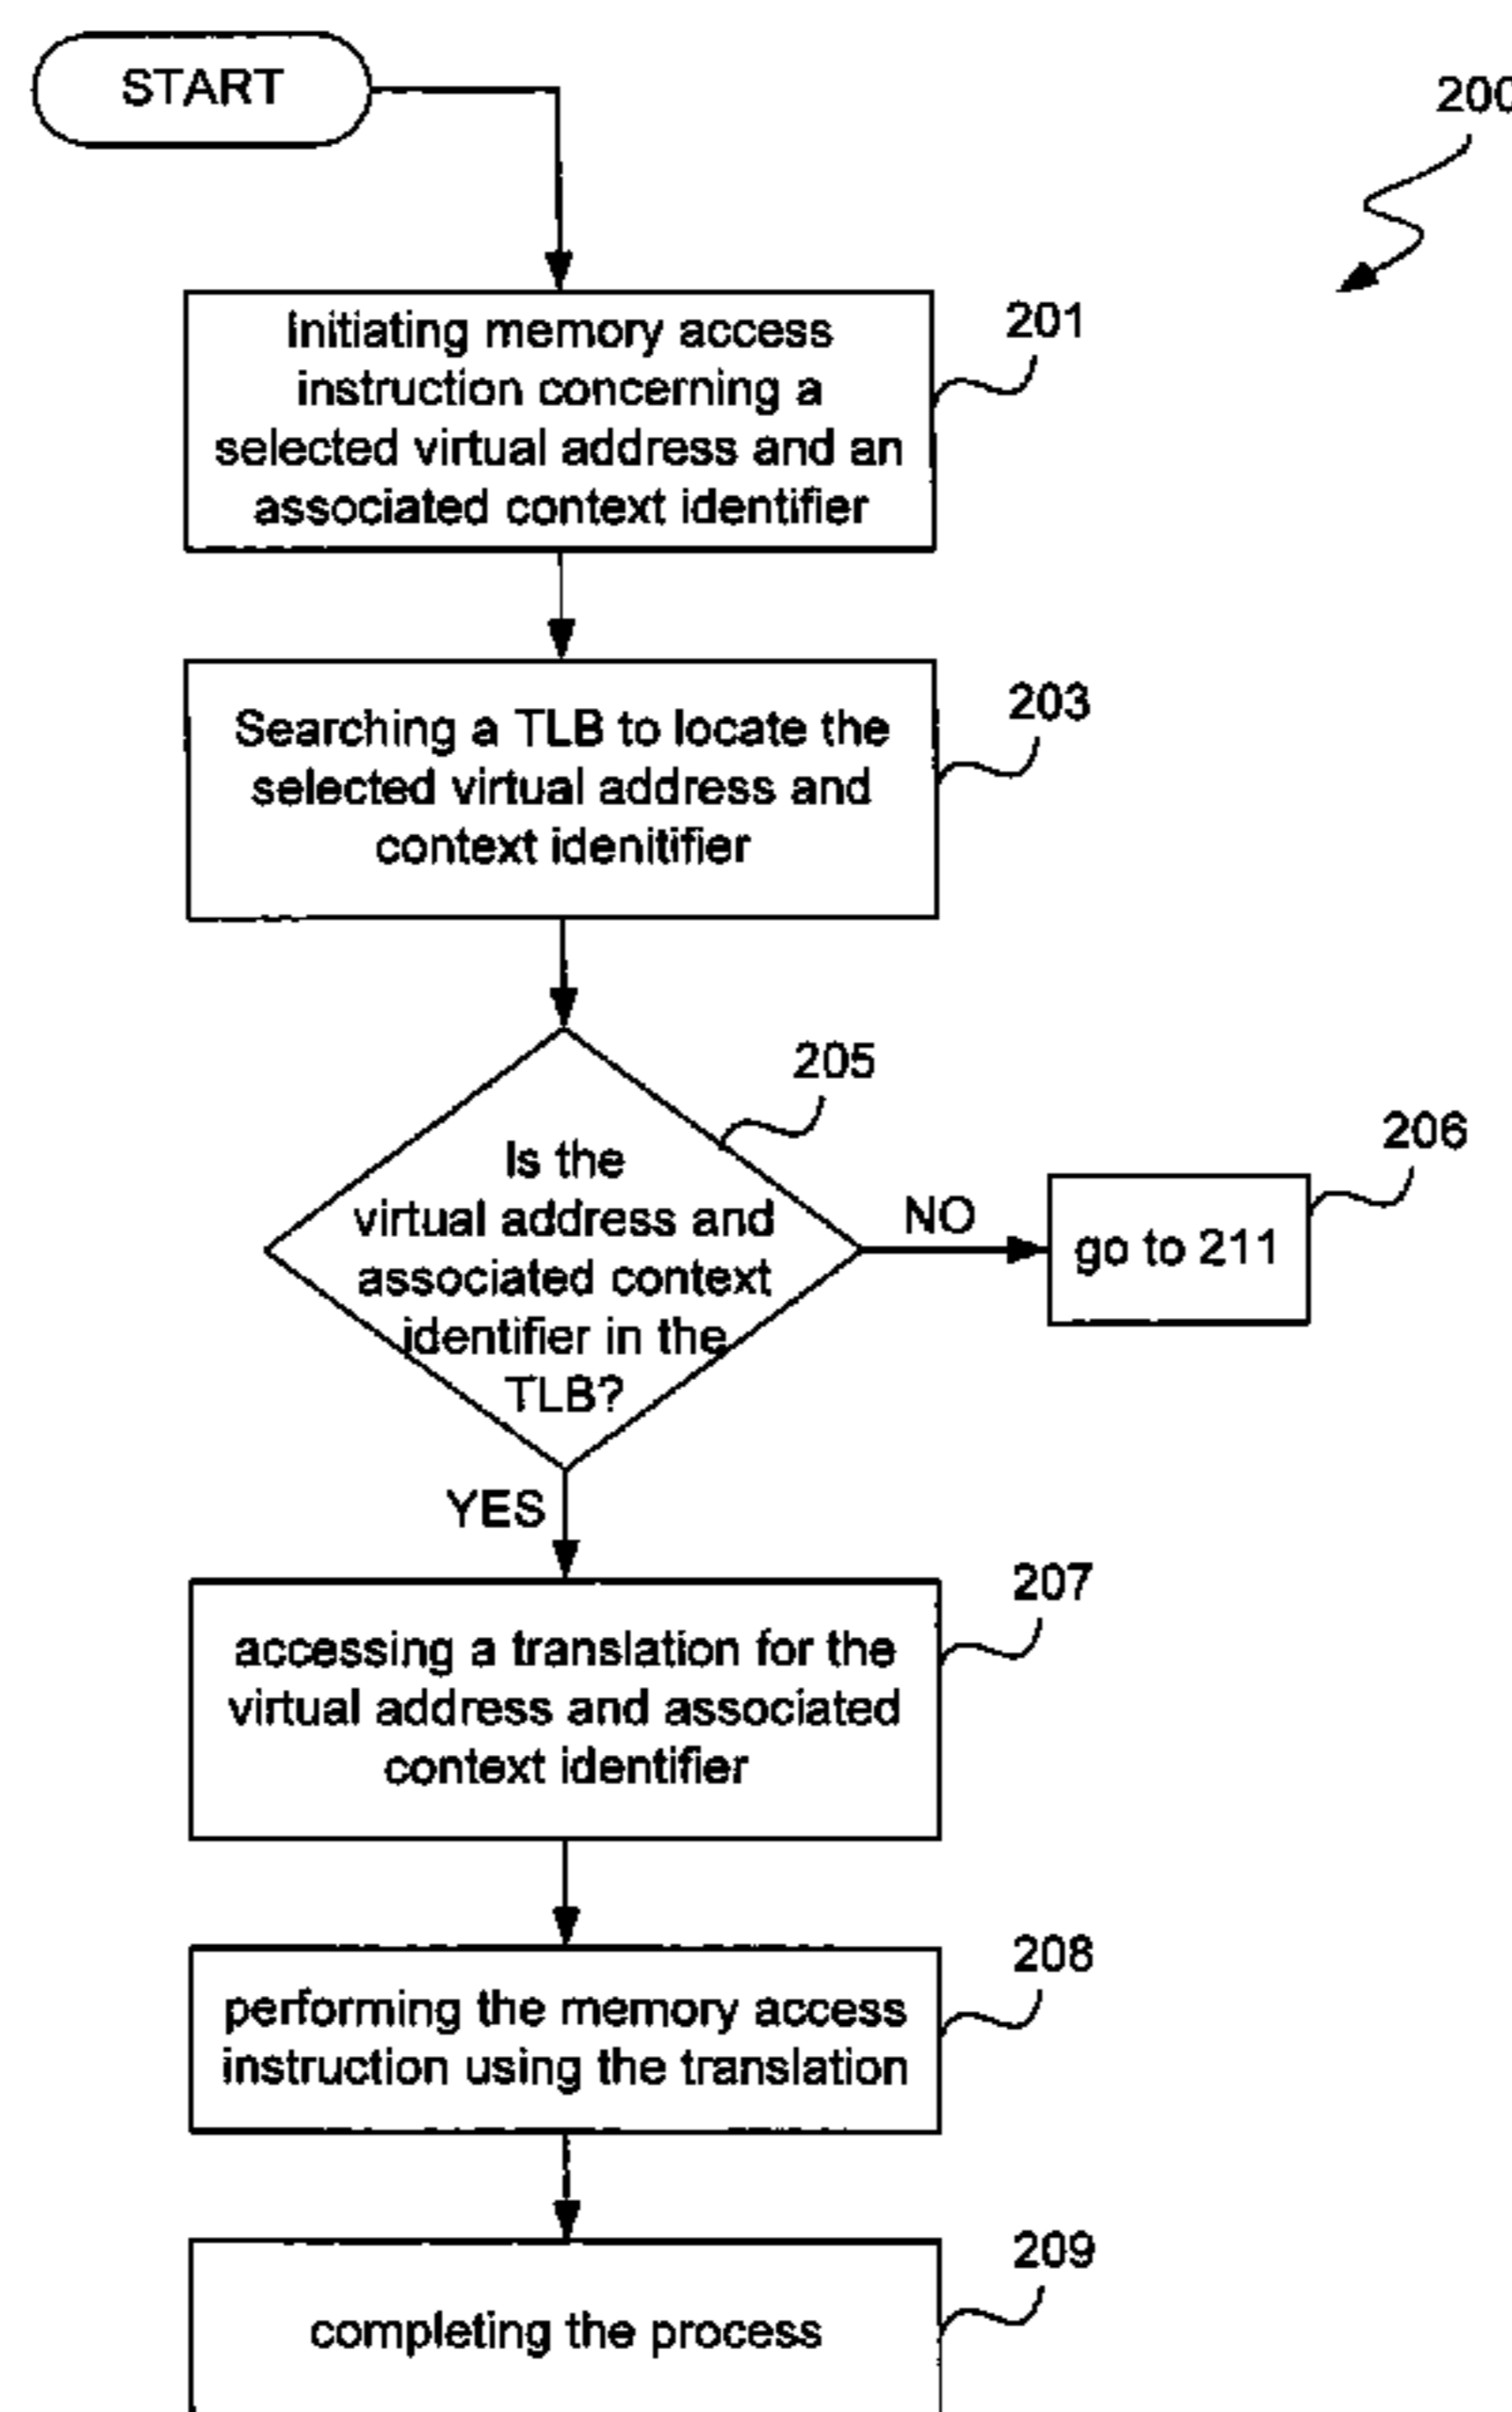 START
200
Initiating memory access
instruction concerning a
selected virtual address and an
associated context identifier
201
Searching a TLB to locate the
selected virtual address and
context idenitifier
203
205
Is the
virtual address and
associated context
identifier in the
TLB?
NO
206
go to 211
YES
207
accessing a translation for the
virtual address and associated
context identifier
208
performing the memory access
instruction using the translation
209
completing the process